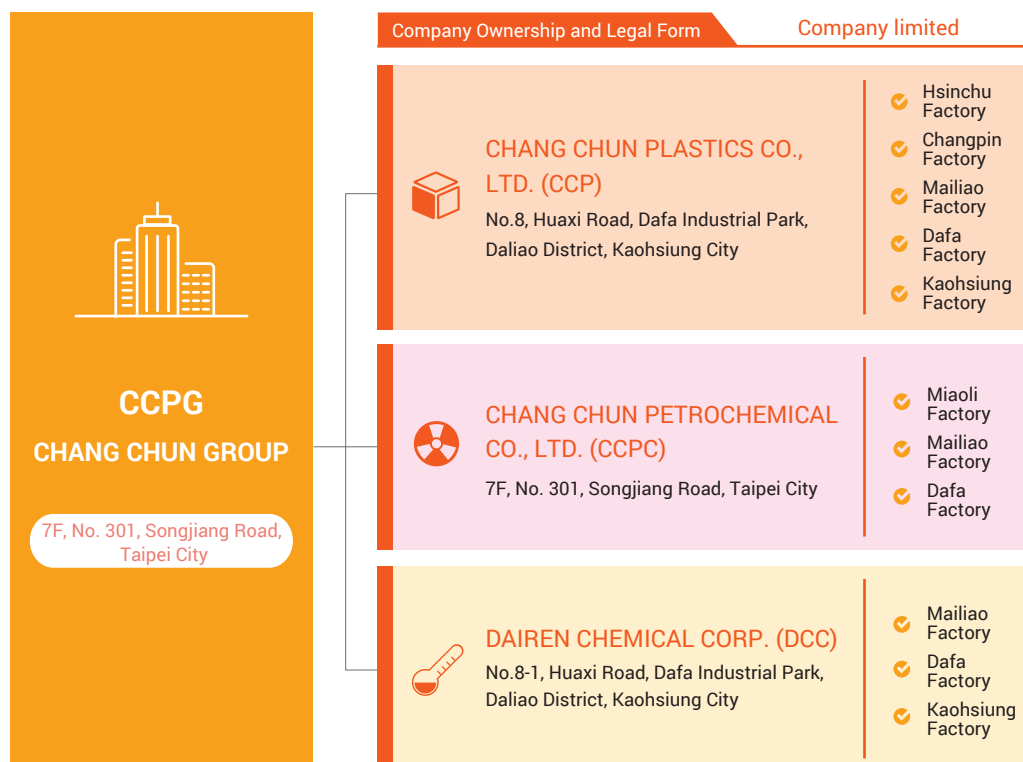 CCPG
CHANG CHUN GROUP
7F, No. 301, Songjiang Road,
Taipei City
Company Ownership and Legal Form
Company limited
CHANG CHUN PLASTICS CO.,
LTD. (CCP)
No.8, Huaxi Road, Dafa Industrial Park,
Daliao District, Kaohsiung City
Hsinchu
Factory
Changpin
Factory
Mailiao
Factory
Dafa
Factory
Kaohsiung
Factory
CHANG CHUN PETROCHEMICAL
CO., LTD. (CCPC)
7F, No. 301, Songjiang Road, Taipei City
Miaoli
Factory
Mailiao
Factory
Dafa
Factory
DAIREN CHEMICAL CORP. (DCC)
No.8-1, Huaxi Road, Dafa Industrial Park,
Daliao District, Kaohsiung City
Mailiao
Factory
Dafa
Factory
Kaohsiung
Factory